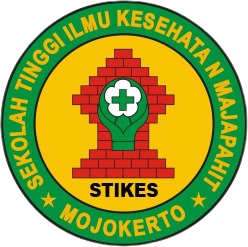 SEKOLAH TINGGI ILMU KESEHATA N MAJAPAHIT
STIKES
MOJOKERTO